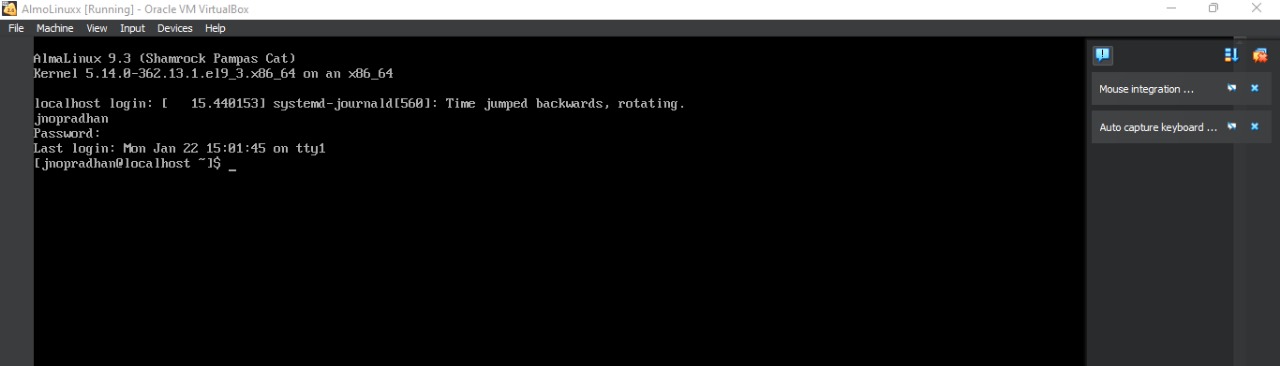 AlmoLinuxx [Running] - Oracle VM VirtualBox
File Machine View Input Devices Help
AlmaLinux 9.3 (Shamrock Pampas Cat)
Kernel 5.14.0-362.13.1.el9_3.x86_64 on an x86_64
localhost login: [   15.440153] systemd-journald[560]: Time jumped backwards, rotating.
jnopradhan
Password:
Last login: Mon Jan 22 15:01:45 on tty1
[jnopradhan@localhost ~]$ _
Mouse integration ...
Auto capture keyboard ...